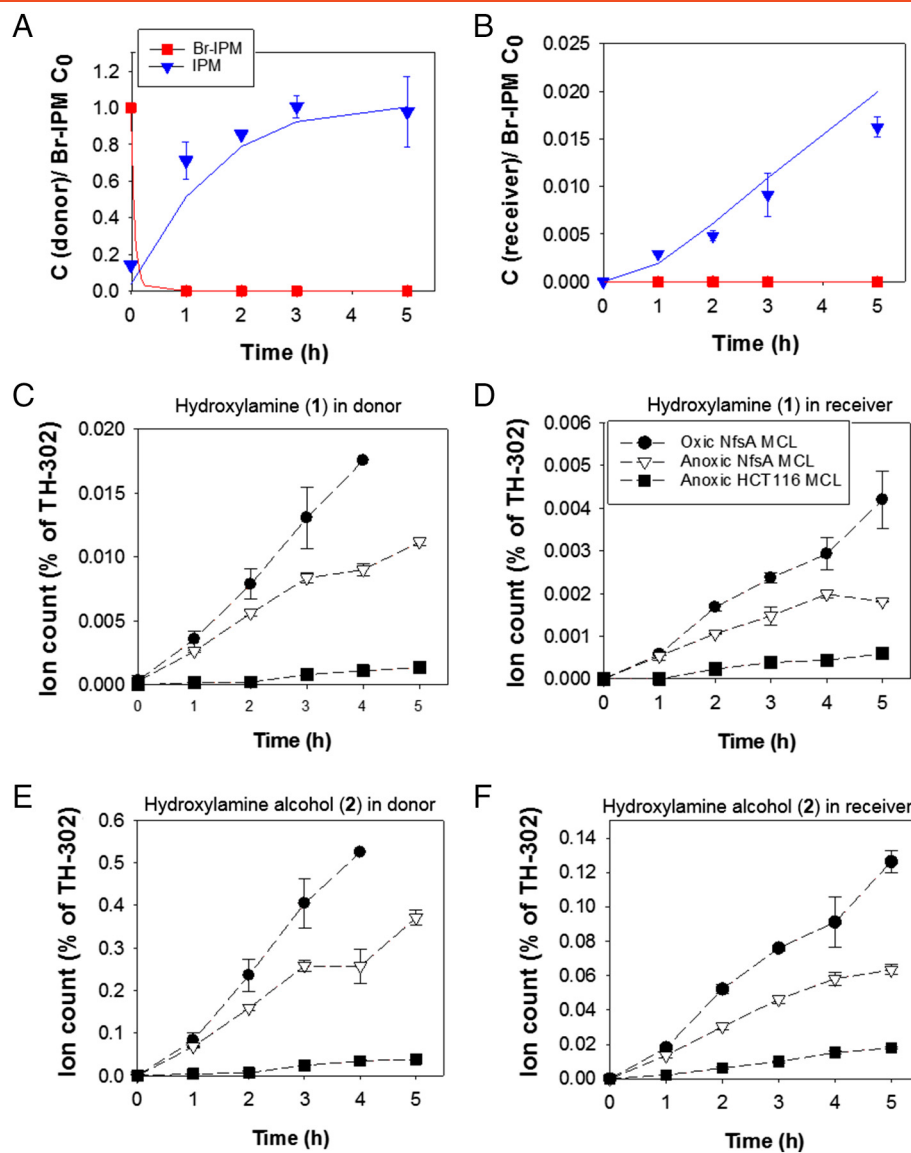 A
Br-IPM
IPM
C (donor)/ Br-IPM C0
1.2
1.0
0.8
0.6
0.4
0.2
0.0
0 1 2 3 4 5
Time (h)
B
C (receiver)/ Br-IPM C0
0.025
0.020
0.015
0.010
0.005
0.000
0 1 2 3 4 5
Time (h)
C
Hydroxylamine (1) in donor
Ion count (% of TH-302)
0.020
0.015
0.010
0.005
0.000
0 1 2 3 4 5
Time (h)
D
Hydroxylamine (1) in receiver
Oxic NfsA MCL
Anoxic NfsA MCL
Anoxic HCT116 MCL
Ion count (% of TH-302)
0.006
0.005
0.004
0.003
0.002
0.001
0.000
0 1 2 3 4 5
Time (h)
E
Hydroxylamine alcohol (2) in donor
Ion count (% of TH-302)
0.6
0.5
0.4
0.3
0.2
0.1
0.0
0 1 2 3 4 5
Time (h)
F
Hydroxylamine alcohol (2) in receiver
Ion count (% of TH-302)
0.14
0.12
0.10
0.08
0.06
0.04
0.02
0.00
0 1 2 3 4 5
Time (h)